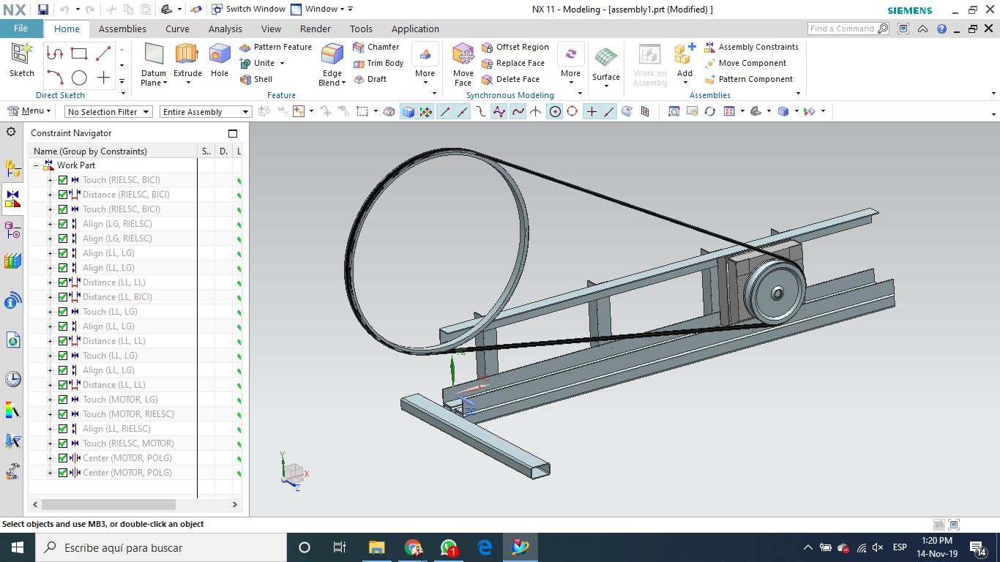 NX
Switch Window
Window
NX 11 - Modeling - [assembly1.prt (Modified) ]
SIEMENS
File
Home
Assemblies
Curve
Analysis
View
Render
Tools
Application
Find a Command
Sketch
Direct Sketch
Datum
Plane
Extrude
Hole
Pattern Feature
Unite
Shell
Edge
Blend
Chamfer
Trim Body
Draft
More
Feature
Move
Face
Offset Region
Replace Face
Delete Face
More
Synchronous Modeling
Surface
Work on
Assembly
Add
Assembly Constraints
Move Component
Pattern Component
Assemblies
Menu
No Selection Filter
Entire Assembly
Constraint Navigator
Name (Group by Constraints) S.. D. L
Work Part
Touch (RIELSC, BICI)
Distance (RIELSC, BICI)
Touch (RIELSC, BICI)
Align (LG, RIELSC)
Align (LG, RIELSC)
Align (LL, LG)
Align (LL, LG)
Distance (LL, LL)
Distance (LL, BICI)
Touch (LL, LG)
Align (LL, LG)
Distance (LL, LL)
Touch (LL, LG)
Align (LL, LG)
Distance (LL, LL)
Touch (MOTOR, LG)
Touch (MOTOR, RIELSC)
Align (LL, RIELSC)
Touch (RIELSC, MOTOR)
Center (MOTOR, POLG)
Center (MOTOR, POLG)
YC
ZC
Y
X
Z
Select objects and use MB3, or double-click an object
Escribe aquí para buscar
1
ESP
1:20 PM
14-Nov-19
14